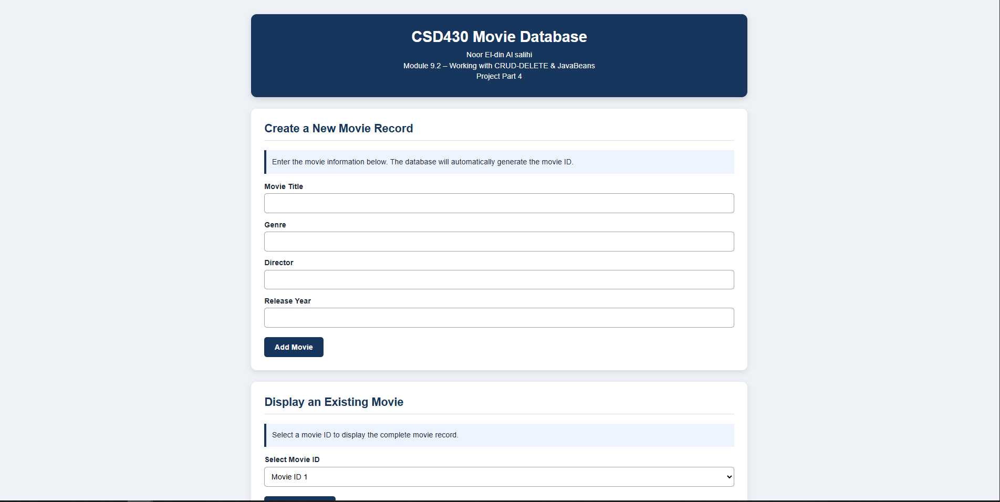 CSD430 Movie Database
Noor El-din Al salihi
Module 9.2 – Working with CRUD-DELETE & JavaBeans
Project Part 4
Create a New Movie Record
Enter the movie information below. The database will automatically generate the movie ID.
Movie Title
Genre
Director
Release Year
Add Movie
Display an Existing Movie
Select a movie ID to display the complete movie record.
Select Movie ID
Movie ID 1